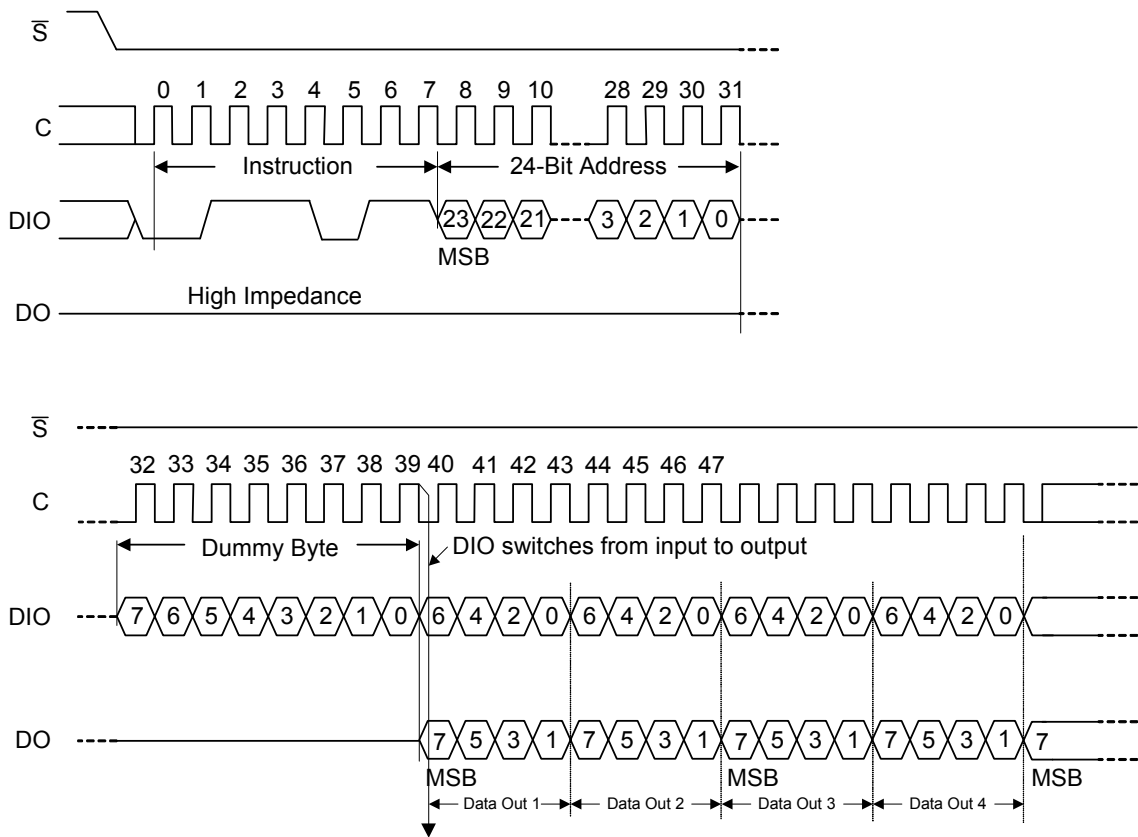 S
0 1 2 3 4 5 6 7 8 9 10 28 29 30 31
C
Instruction 24-Bit Address
DIO 23 22 21 3 2 1 0
MSB
High Impedance
DO
S
32 33 34 35 36 37 38 39 40 41 42 43 44 45 46 47
C
Dummy Byte DIO switches from input to output
DIO 7 6 5 4 3 2 1 0 6 4 2 0 6 4 2 0 6 4 2 0 6 4 2 0
DO 7 5 3 1 7 5 3 1 7 5 3 1 7 5 3 1 7
MSB MSB MSB
Data Out 1 Data Out 2 Data Out 3 Data Out 4